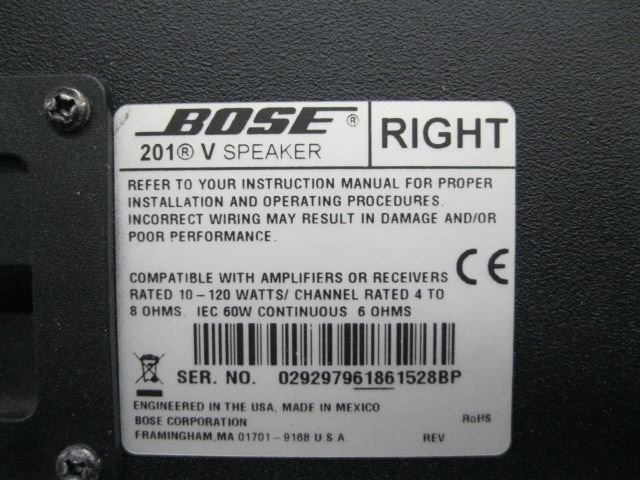 BOSE ®
RIGHT
201® V SPEAKER
REFER TO YOUR INSTRUCTION MANUAL FOR PROPER
INSTALLATION AND OPERATING PROCEDURES.
INCORRECT WIRING MAY RESULT IN DAMAGE AND/OR
POOR PERFORMANCE.
CE
COMPATIBLE WITH AMPLIFIERS OR RECEIVERS
RATED 10-120 WATTS/ CHANNEL RATED 4 TO
8 OHMS. IEC 60W CONTINUOUS 6 OHMS
SER. NO. 029297961861528BP
ENGINEERED IN THE USA, MADE IN MEXICO
BOSE CORPORATION
RoHS
FRAMINGHAM, MA 01701-9168 U S A
REV